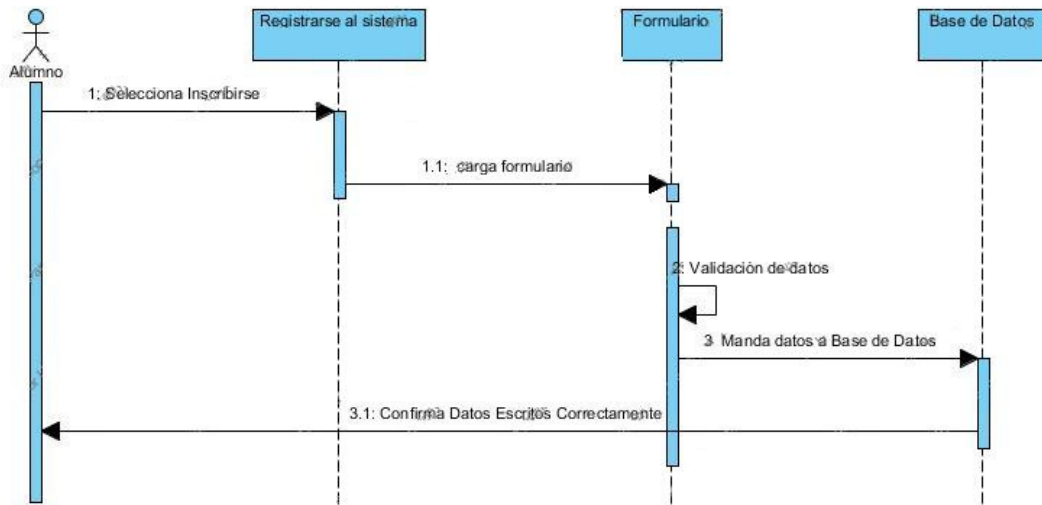 Registrarse al sistema
Formulario
Base de Datos
Alumno
1: Selecciona Inscribirse
1.1: carga formulario
2: Validación de datos
3: Manda datos a Base de Datos
3.1: Confirma Datos Escritos Correctamente